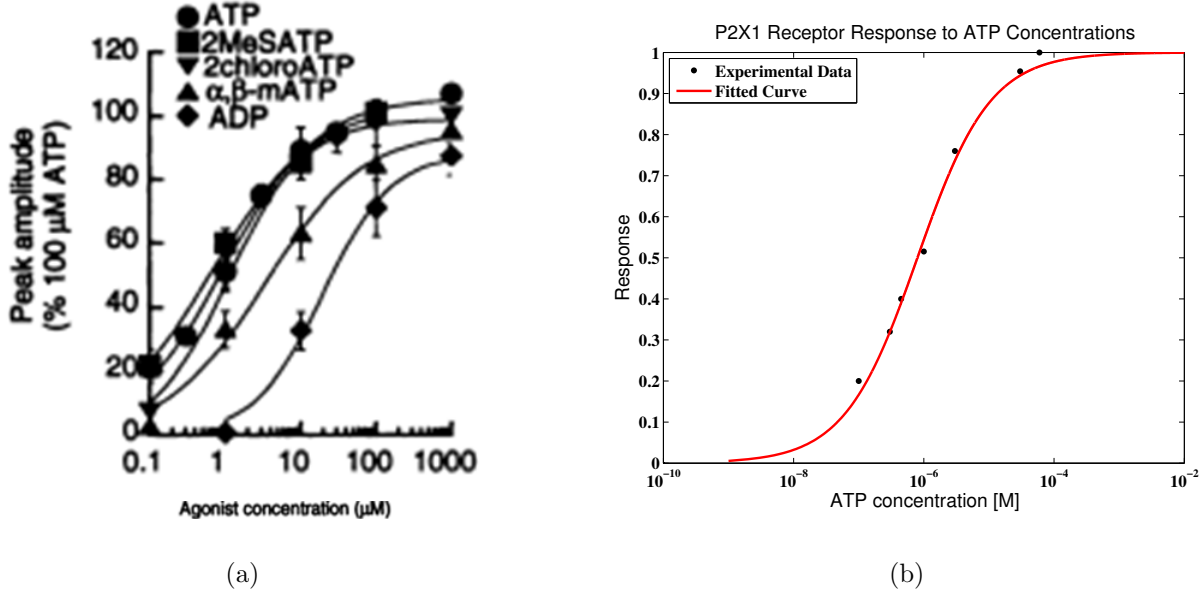 ATP
2MeSATP
2chloroATP
α,β-mATP
ADP
120
100
80
60
40
20
0
0.1 1 10 100 1000
Peak amplitude
(% 100 μM ATP)
Agonist concentration (μM)
(a)
P2X1 Receptor Response to ATP Concentrations
Experimental Data
Fitted Curve
1
0.9
0.8
0.7
0.6
0.5
0.4
0.3
0.2
0.1
0
10⁻¹⁰ 10⁻⁸ 10⁻⁶ 10⁻⁴ 10⁻²
Response
ATP concentration [M]
(b)